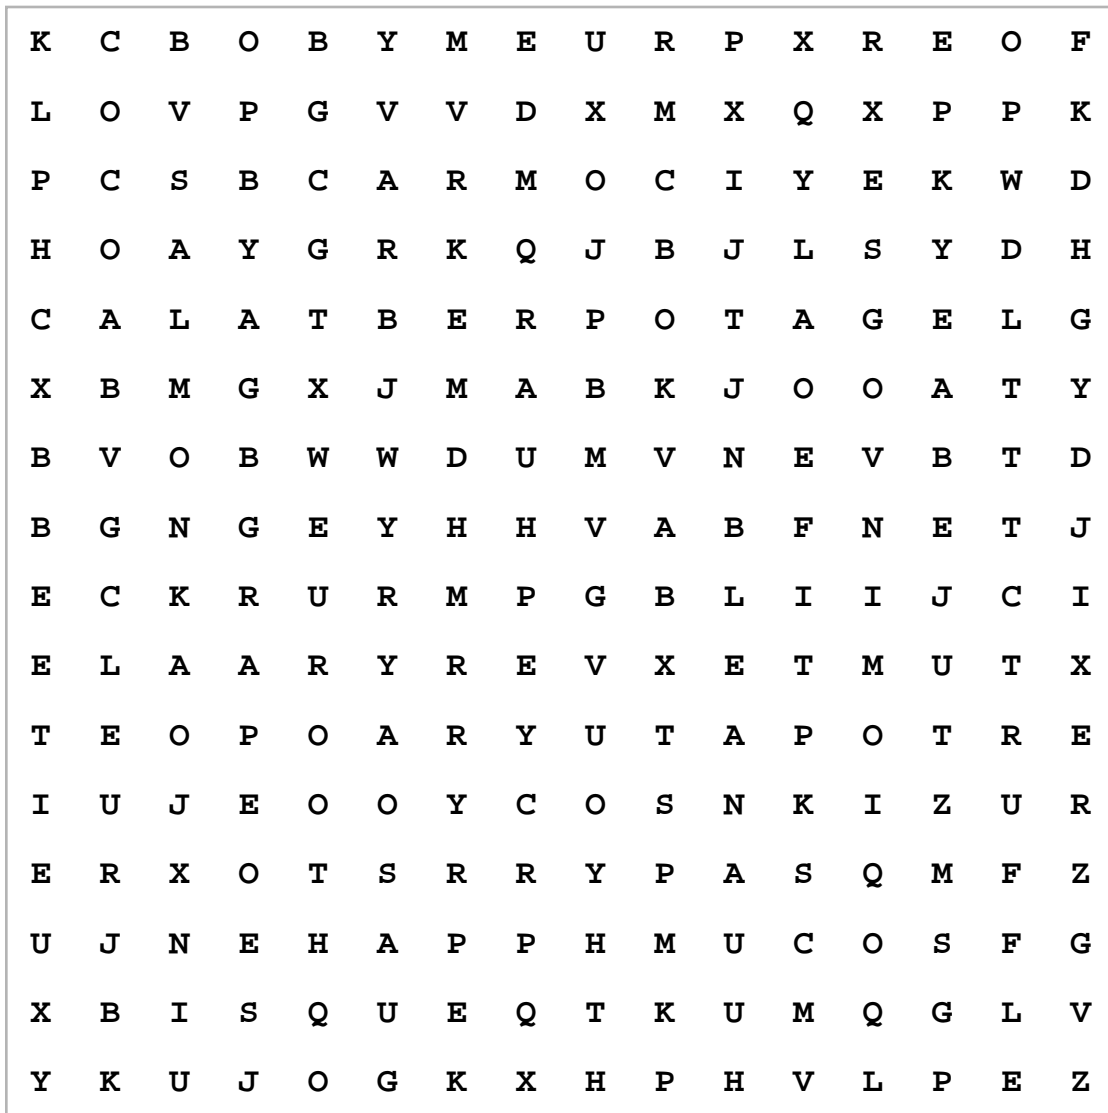 K C B O B Y M E U R P X R E O F
L O V P G V V D X M X Q X P P K
P C S B C A R M O C I Y E K W D
H O A Y G R K Q J B J L S Y D H
C A L A T B E R P O T A G E L G
X B M G X J M A B K J O O A T Y
B V O B W W D U M V N E V B T D
B G N G E Y H H V A B F N E T J
E C K R U R M P G B L I I J C I
E L A A R Y R E V X E T M U T X
T E O P O A R Y U T A P O T R E
I U J E O O Y C O S N K I Z U R
E R X O T S R R Y P A S Q M F Z
U J N E H A P P H M U C O S F G
X B I S Q U E Q T K U M Q G L V
Y K U J O G K X H P H V L P E Z